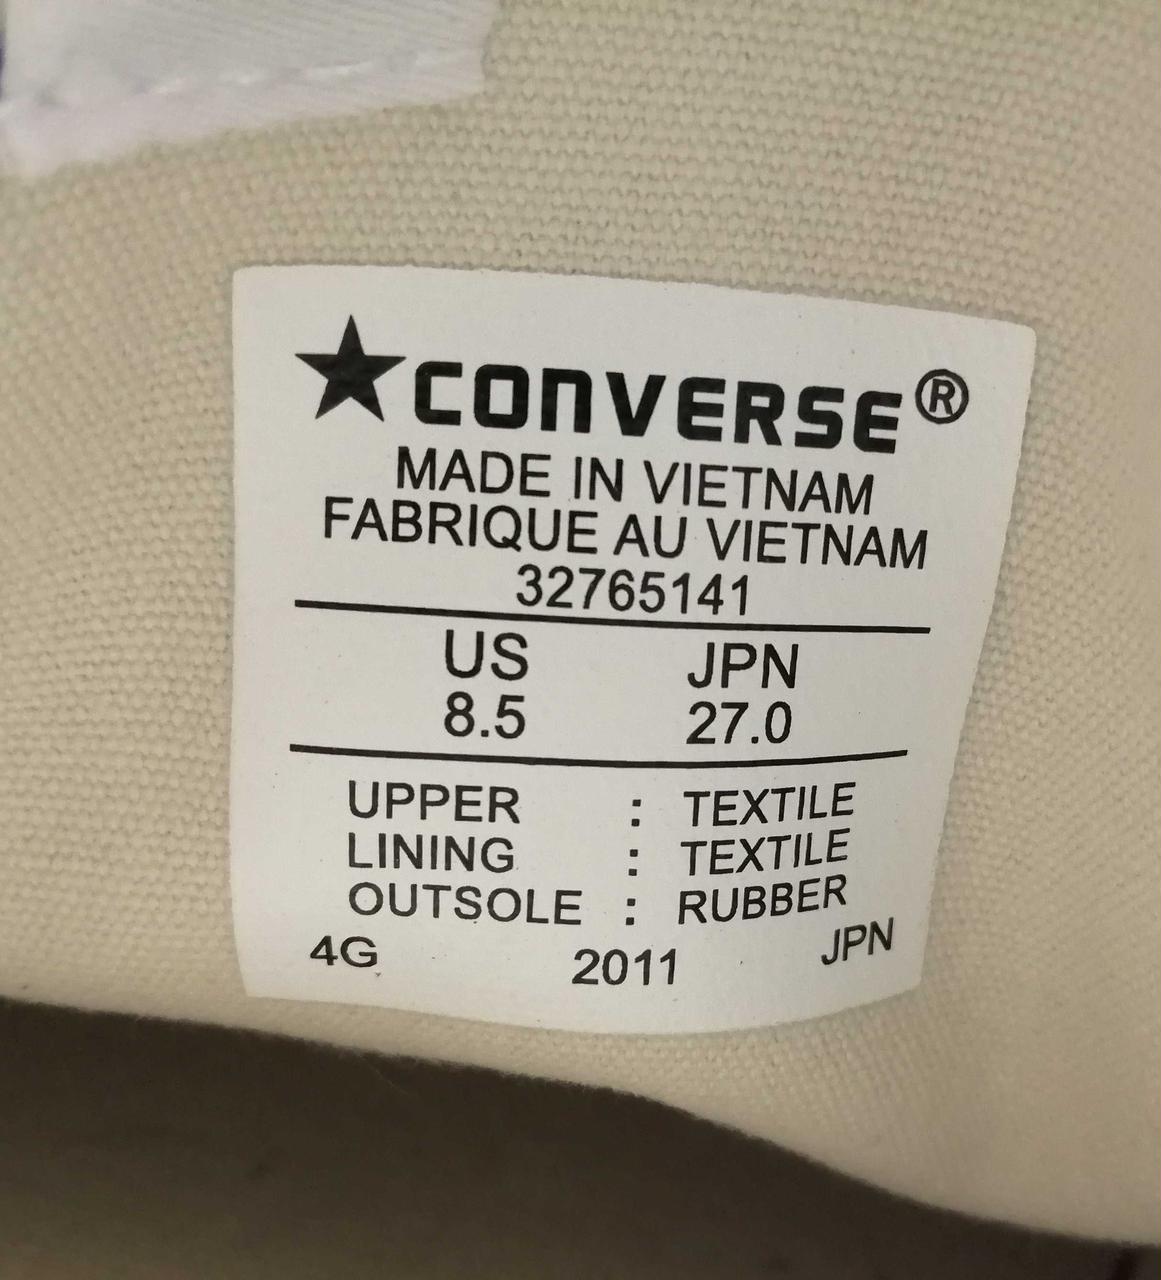 CONVERSE®
MADE IN VIETNAM
FABRIQUE AU VIETNAM
32765141
US JPN
8.5 27.0
UPPER : TEXTILE
LINING : TEXTILE
OUTSOLE : RUBBER
4G 2011 JPN